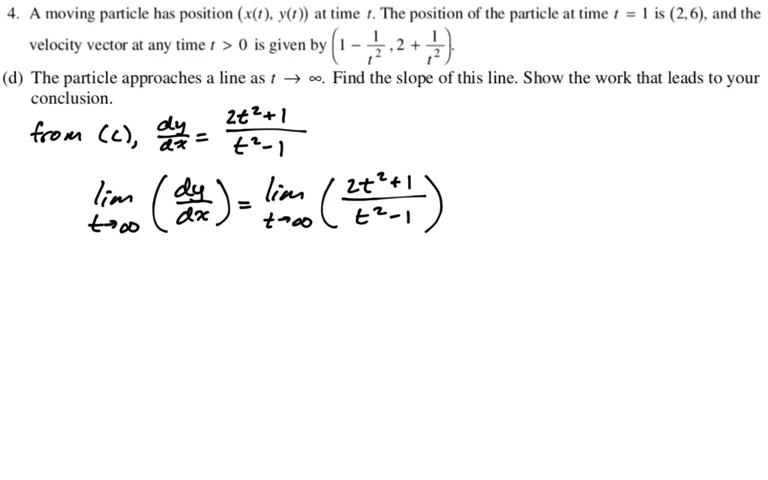 4. A moving particle has position (x(t), y(t)) at time t. The position of the particle at time t = 1 is (2,6), and the
velocity vector at any time t > 0 is given by (1 − 1/t², 2 + 1/t²).
(d) The particle approaches a line as t → ∞. Find the slope of this line. Show the work that leads to your
conclusion.
from (c), dy/dx = (2t²+1)/(t²-1)
lim t→∞ (dy/dx) = lim t→∞ ((2t²+1)/(t²-1))